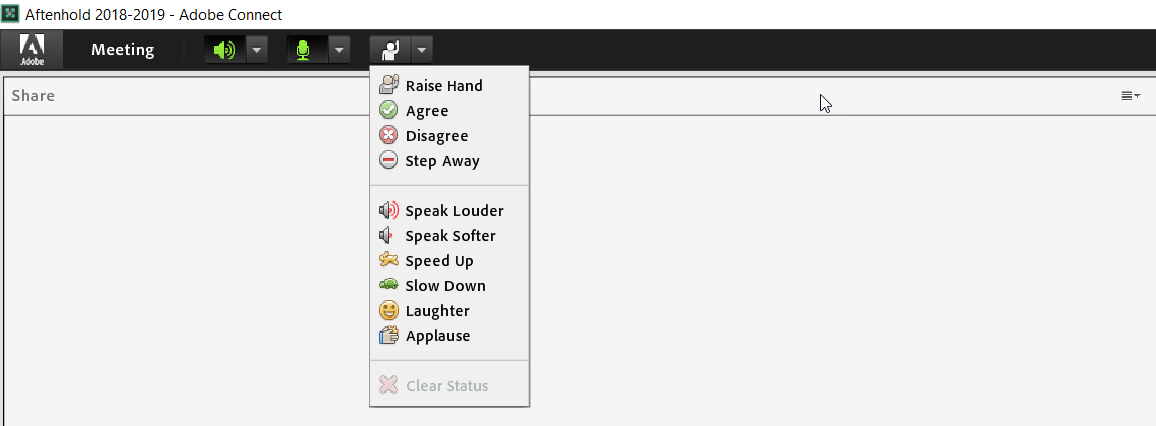 Aftenhold 2018-2019 - Adobe Connect
Adobe
Meeting
Share
Raise Hand
Agree
Disagree
Step Away
Speak Louder
Speak Softer
Speed Up
Slow Down
Laughter
Applause
Clear Status